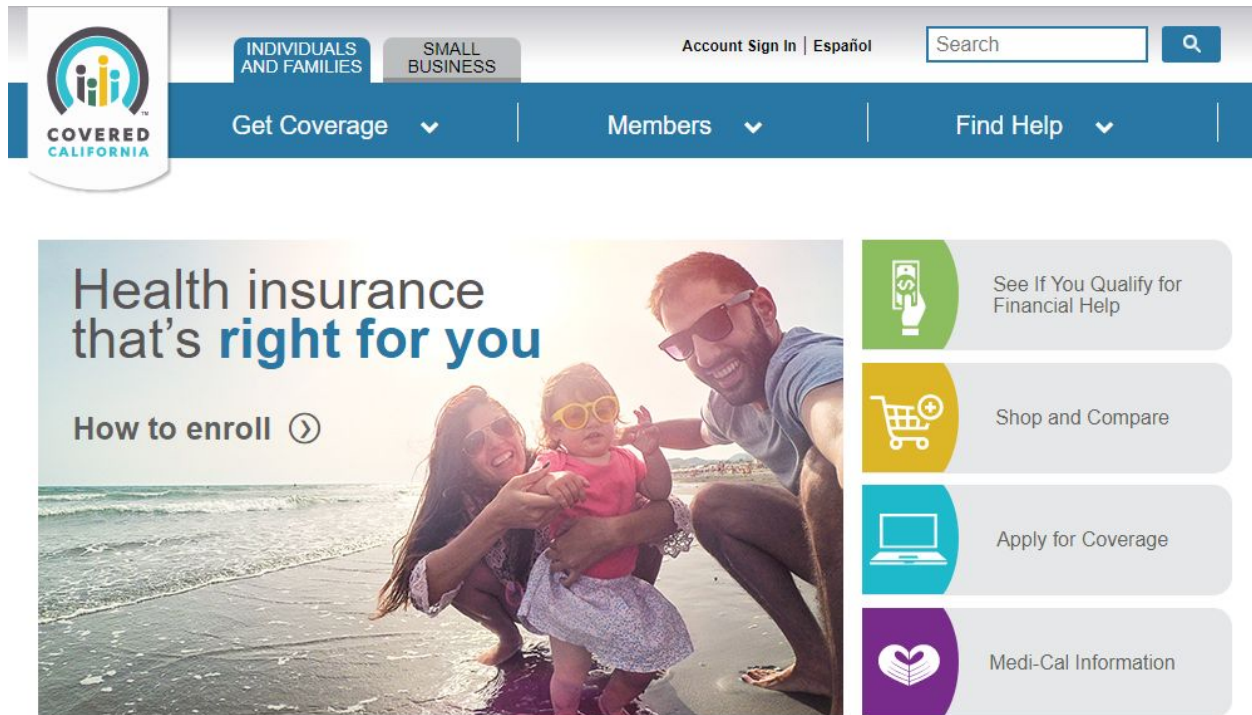 INDIVIDUALS
AND FAMILIES
SMALL
BUSINESS
Account Sign In | Español
Search
COVERED
CALIFORNIA
TM
Get Coverage
Members
Find Help
Health insurance
that's right for you
How to enroll
See If You Qualify for
Financial Help
Shop and Compare
Apply for Coverage
Medi-Cal Information